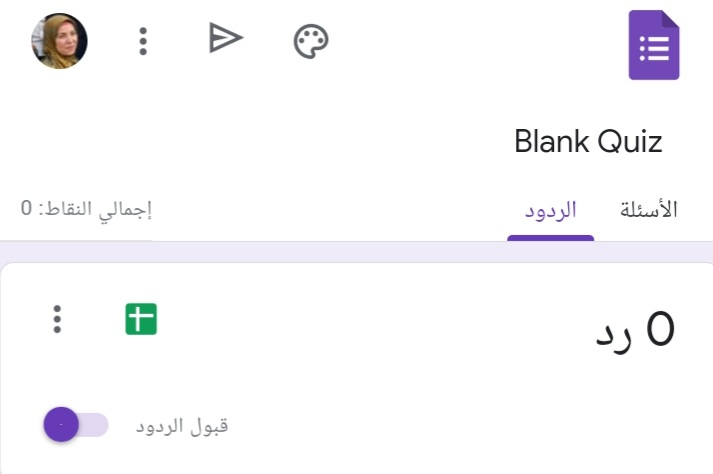 Blank Quiz
الأسئلة
الردود
إجمالي النقاط: 0
0 رد
قبول الردود